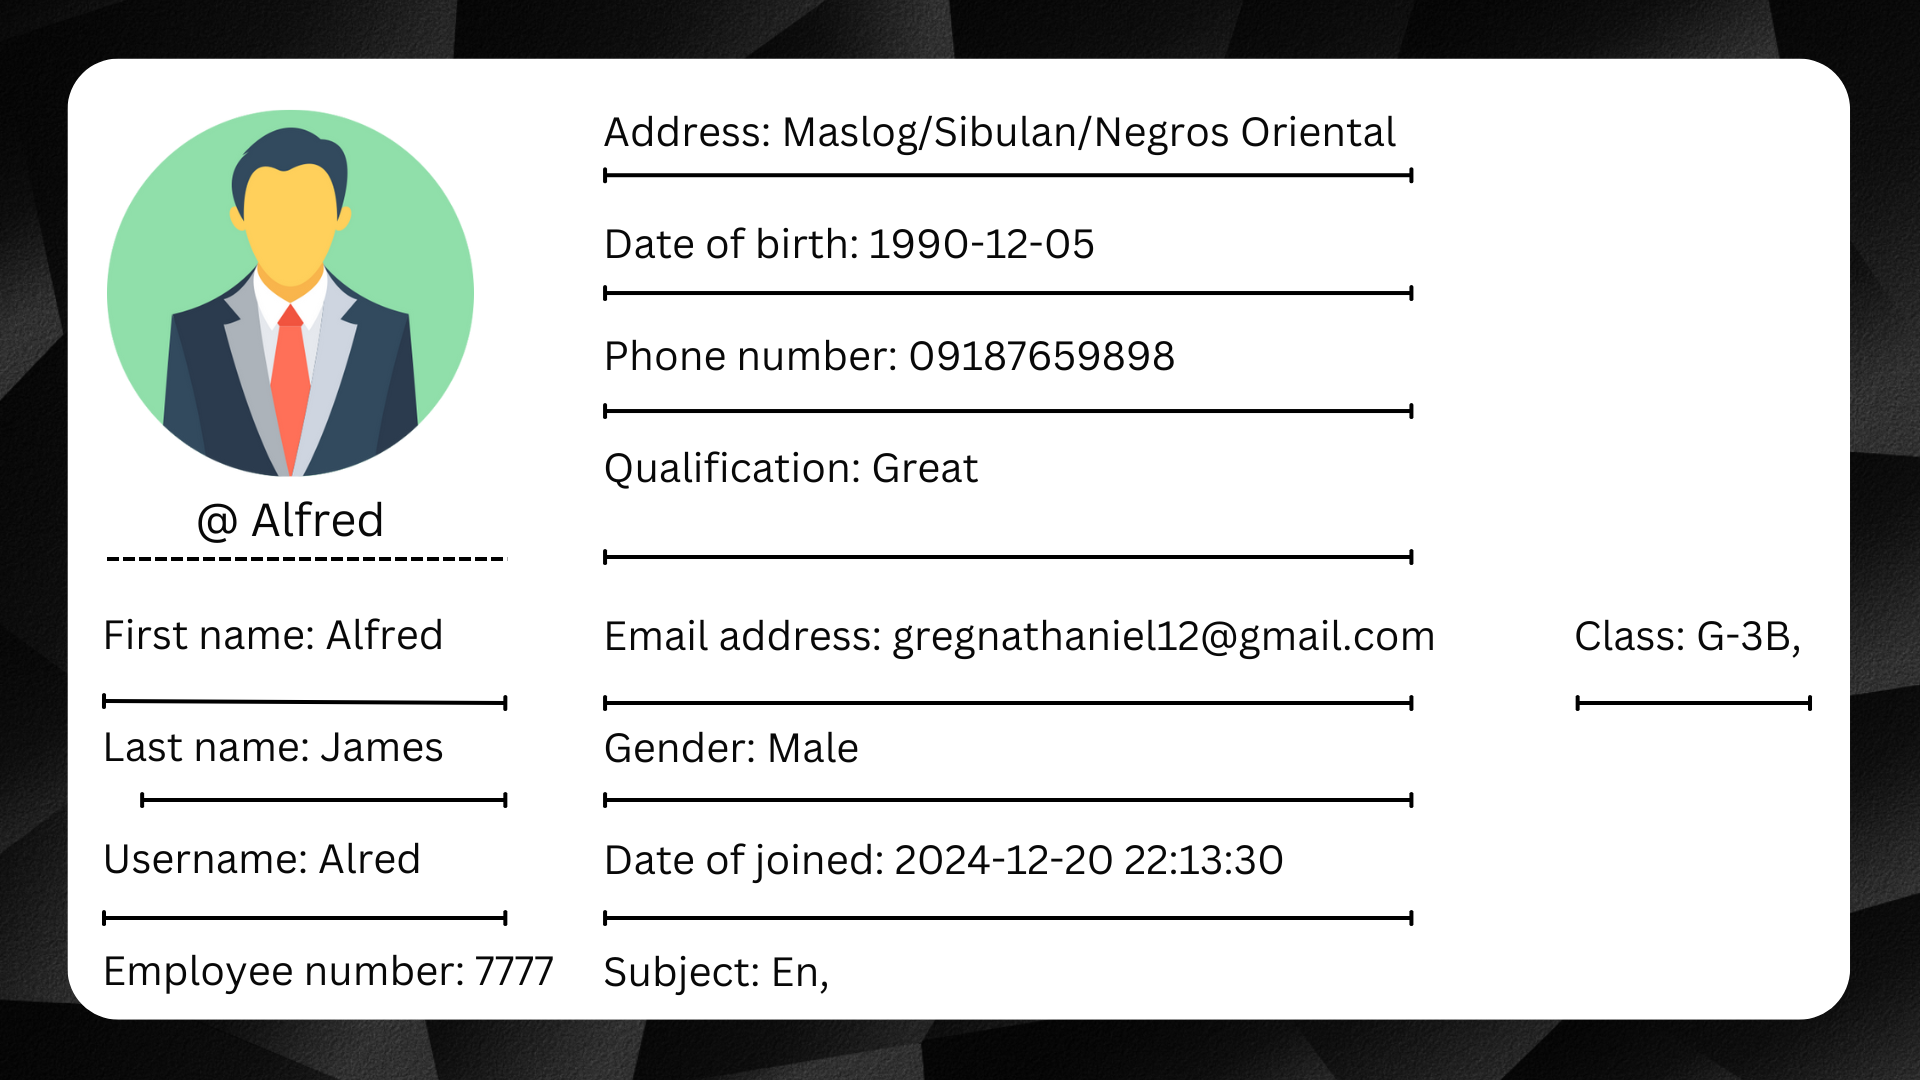 @ Alfred
First name: Alfred
Last name: James
Username: Alred
Employee number: 7777
Address: Maslog/Sibulan/Negros Oriental
Date of birth: 1990-12-05
Phone number: 09187659898
Qualification: Great
Email address: gregnathaniel12@gmail.com
Gender: Male
Date of joined: 2024-12-20 22:13:30
Subject: En,
Class: G-3B,